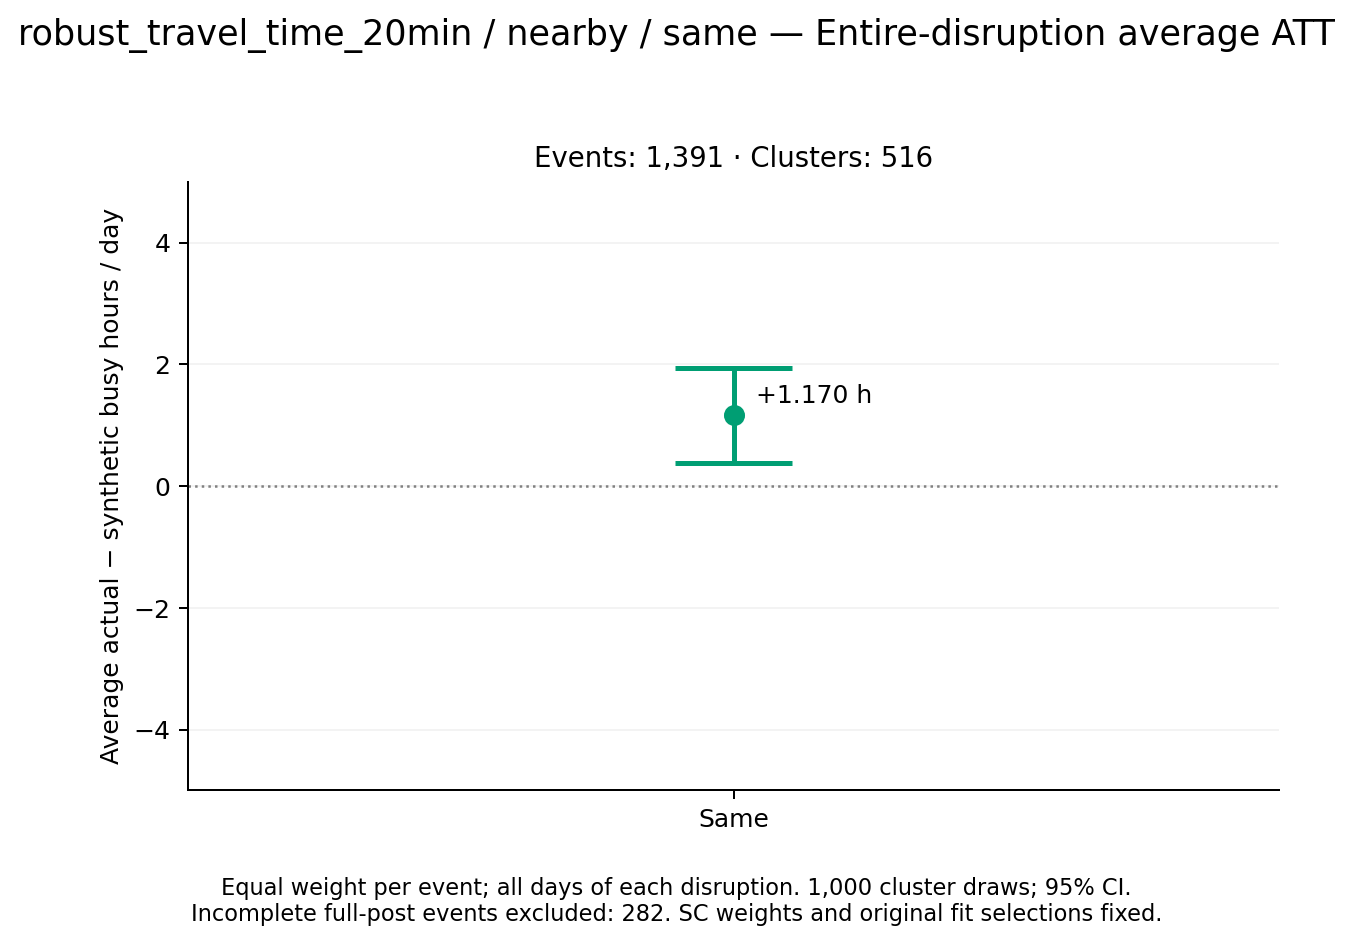 robust_travel_time_20min / nearby / same — Entire-disruption average ATT
Events: 1,391 · Clusters: 516
Average actual − synthetic busy hours / day
4
2
0
−2
−4
+1.170 h
Same
Equal weight per event; all days of each disruption. 1,000 cluster draws; 95% CI.
Incomplete full-post events excluded: 282. SC weights and original fit selections fixed.